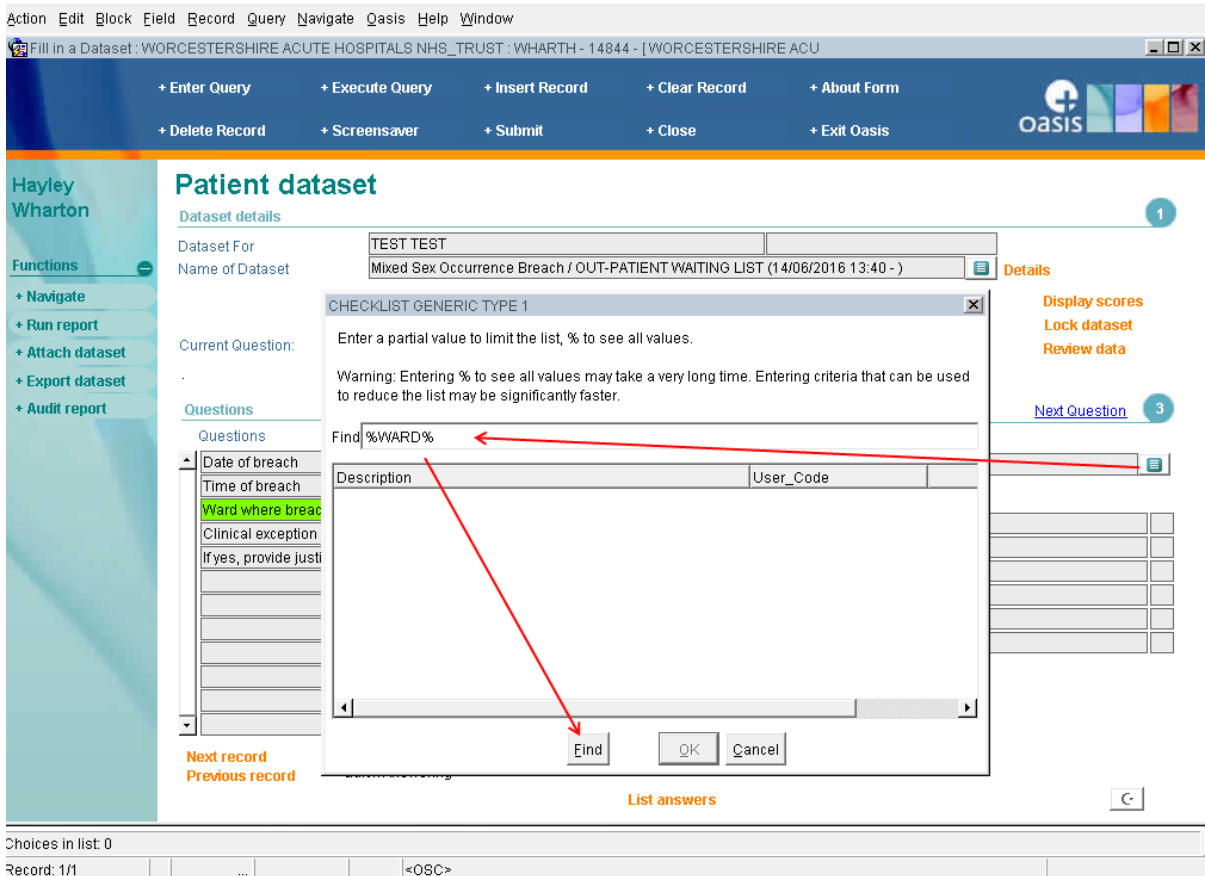 Action Edit Block Field Record Query Navigate Oasis Help Window
Fill in a Dataset : WORCESTERSHIRE ACUTE HOSPITALS NHS_TRUST : WHARTH - 14844 - [ WORCESTERSHIRE ACU
+ Enter Query + Execute Query + Insert Record + Clear Record + About Form
+ Delete Record + Screensaver + Submit + Close + Exit Oasis
oasis
Hayley
Wharton
Functions
+ Navigate
+ Run report
+ Attach dataset
+ Export dataset
+ Audit report
Patient dataset
Dataset details
1
Dataset For TEST TEST
Name of Dataset Mixed Sex Occurrence Breach / OUT-PATIENT WAITING LIST (14/06/2016 13:40 - ) Details
Display scores
Lock dataset
Review data
Current Question:
.
Questions
Next Question 3
Questions
Date of breach
Time of breach
Ward where breac
Clinical exception
If yes, provide justi
CHECKLIST GENERIC TYPE 1
Enter a partial value to limit the list, % to see all values.
Warning: Entering % to see all values may take a very long time. Entering criteria that can be used
to reduce the list may be significantly faster.
Find %WARD%
Description User_Code
Find OK Cancel
Next record
Previous record
List answers
Choices in list: 0
Record: 1/1 ... <OSC>